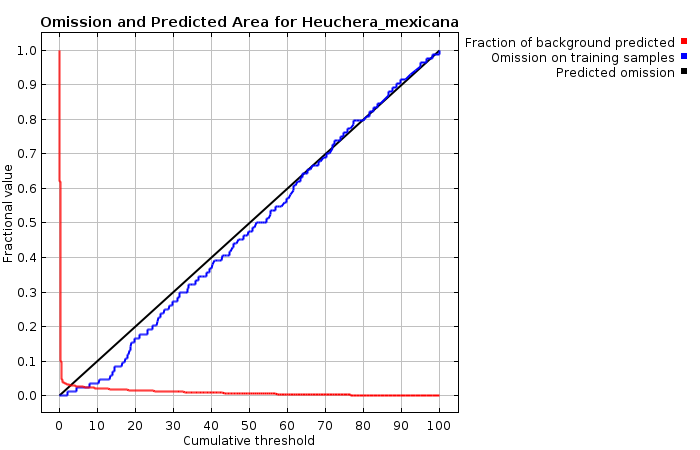 Omission and Predicted Area for Heuchera_mexicana
Fraction of background predicted
Omission on training samples
Predicted omission
Fractional value
1.0
0.9
0.8
0.7
0.6
0.5
0.4
0.3
0.2
0.1
0.0
0 10 20 30 40 50 60 70 80 90 100
Cumulative threshold